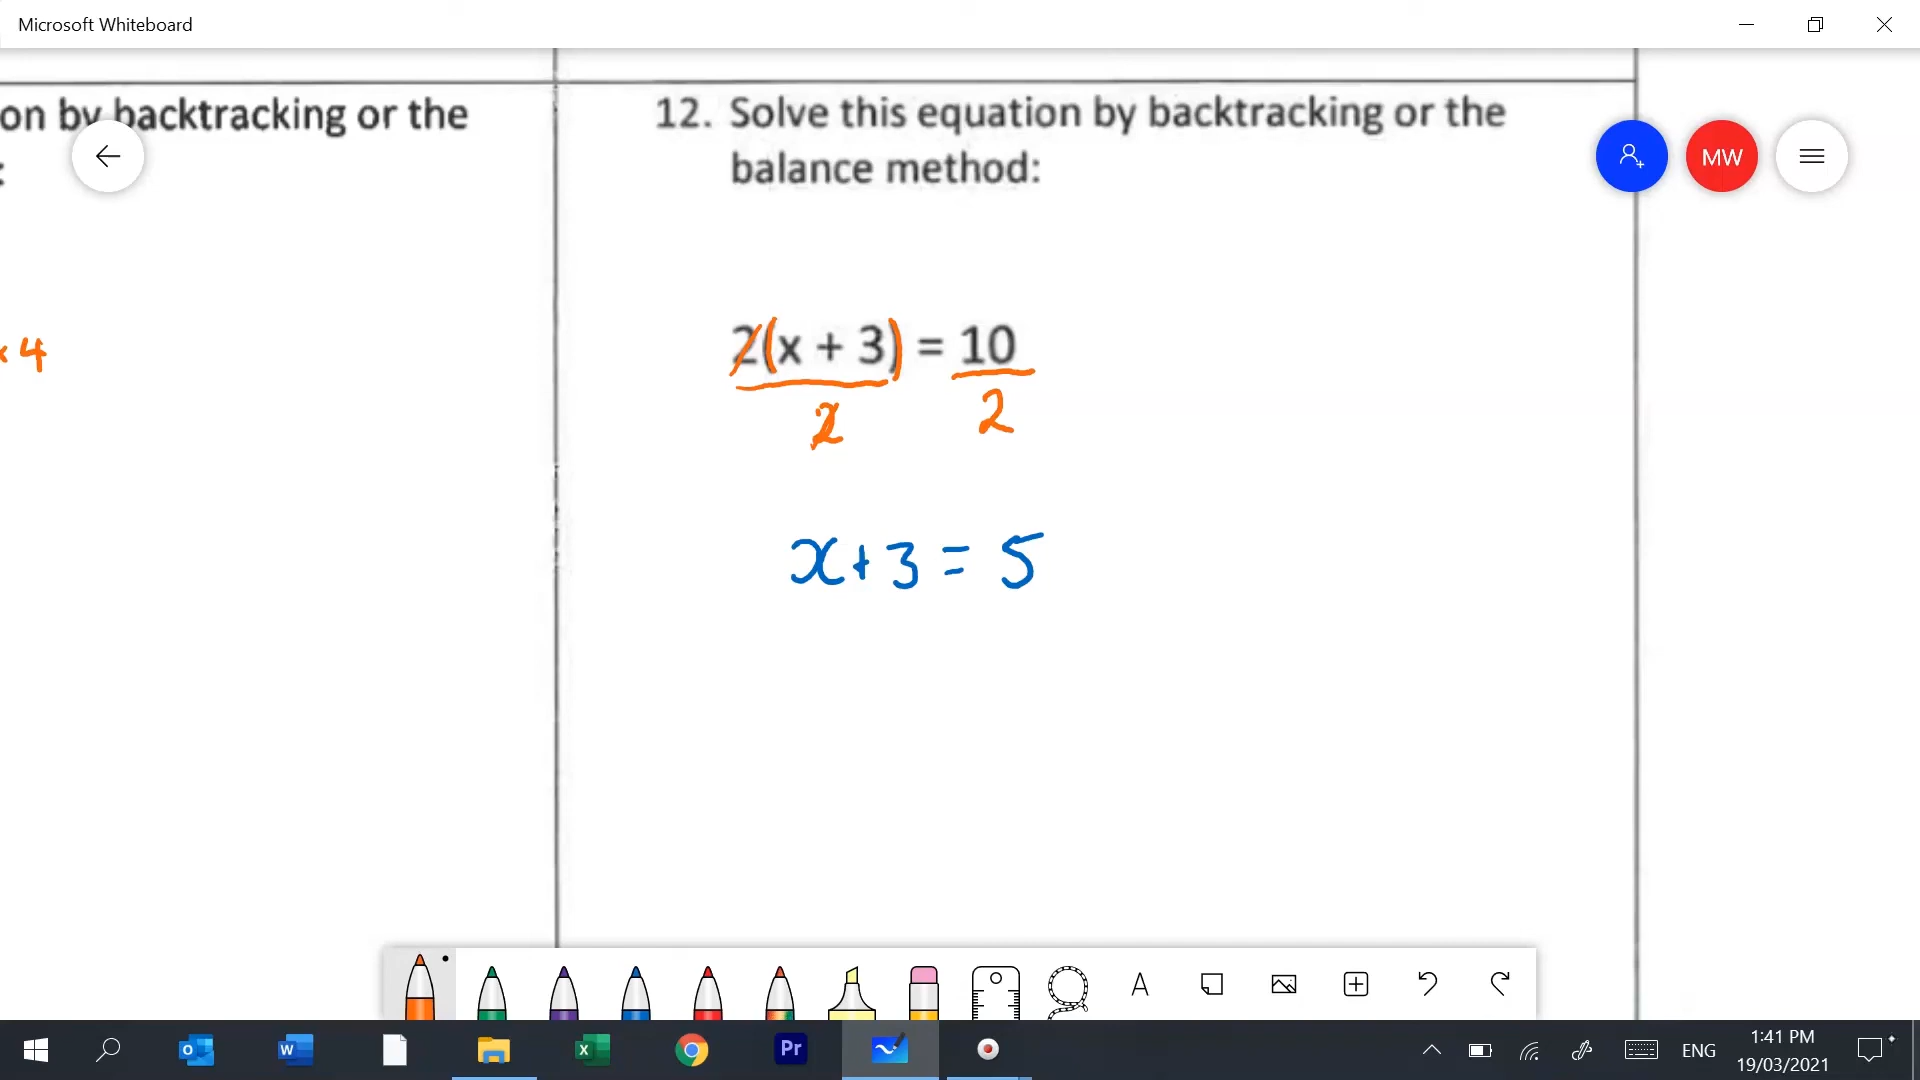 Microsoft Whiteboard
on by backtracking or the
:
12. Solve this equation by backtracking or the
balance method:
MW
2(x + 3) = 10
2 2
x 4
x+3 = 5
A
O
W
X
Pr
ENG
1:41 PM
19/03/2021